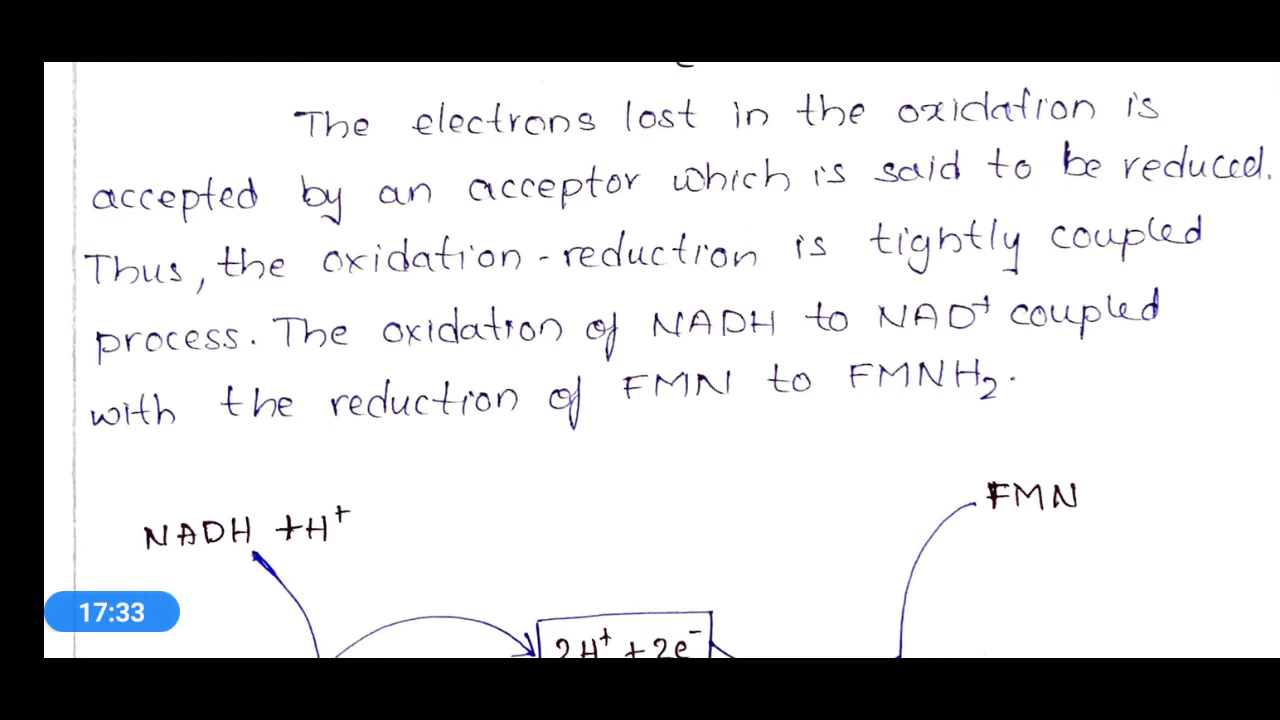 The electrons lost in the oxidation is
accepted by an acceptor which is said to be reduced.
Thus, the oxidation-reduction is tightly coupled
process. The oxidation of NADH to NAD⁺ coupled
with the reduction of FMN to FMNH₂.
FMN
NADH + H⁺
17:33
2H⁺ + 2e⁻